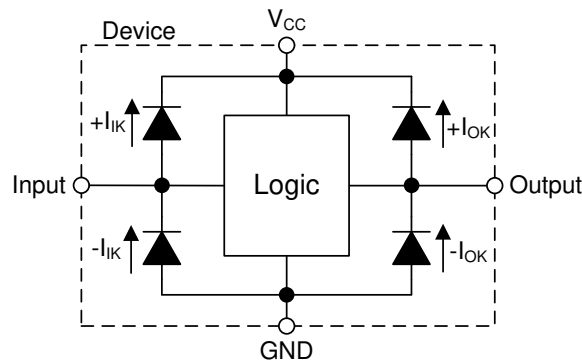 Device
VCC
+IIK
+IOK
Input
Logic
Output
-IIK
-IOK
GND